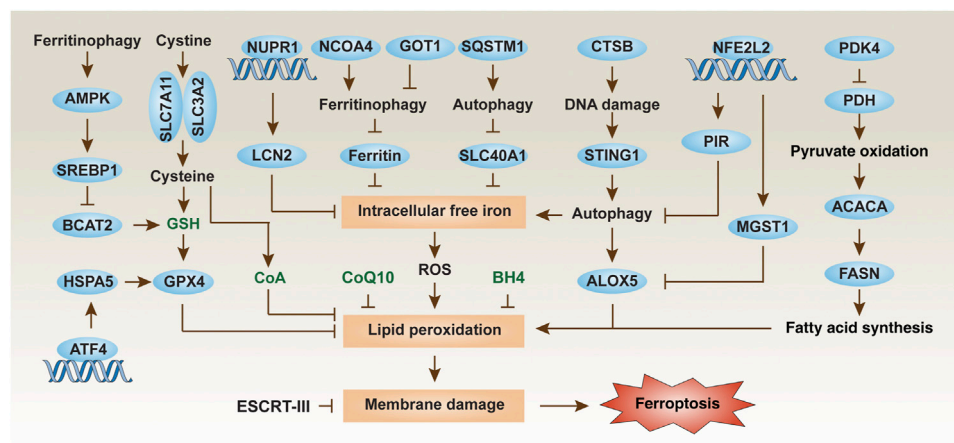 Ferritinophagy
Cystine
NUPR1
NCOA4
GOT1
SQSTM1
CTSB
NFE2L2
PDK4
AMPK
SLC7A11
SLC3A2
Ferritinophagy
Autophagy
DNA damage
PDH
SREBP1
Cysteine
LCN2
Ferritin
SLC40A1
STING1
PIR
Pyruvate oxidation
BCAT2
GSH
Intracellular free iron
Autophagy
MGST1
ACACA
HSPA5
GPX4
CoA
CoQ10
ROS
BH4
ALOX5
FASN
Lipid peroxidation
Fatty acid synthesis
ATF4
ESCRT-III
Membrane damage
Ferroptosis